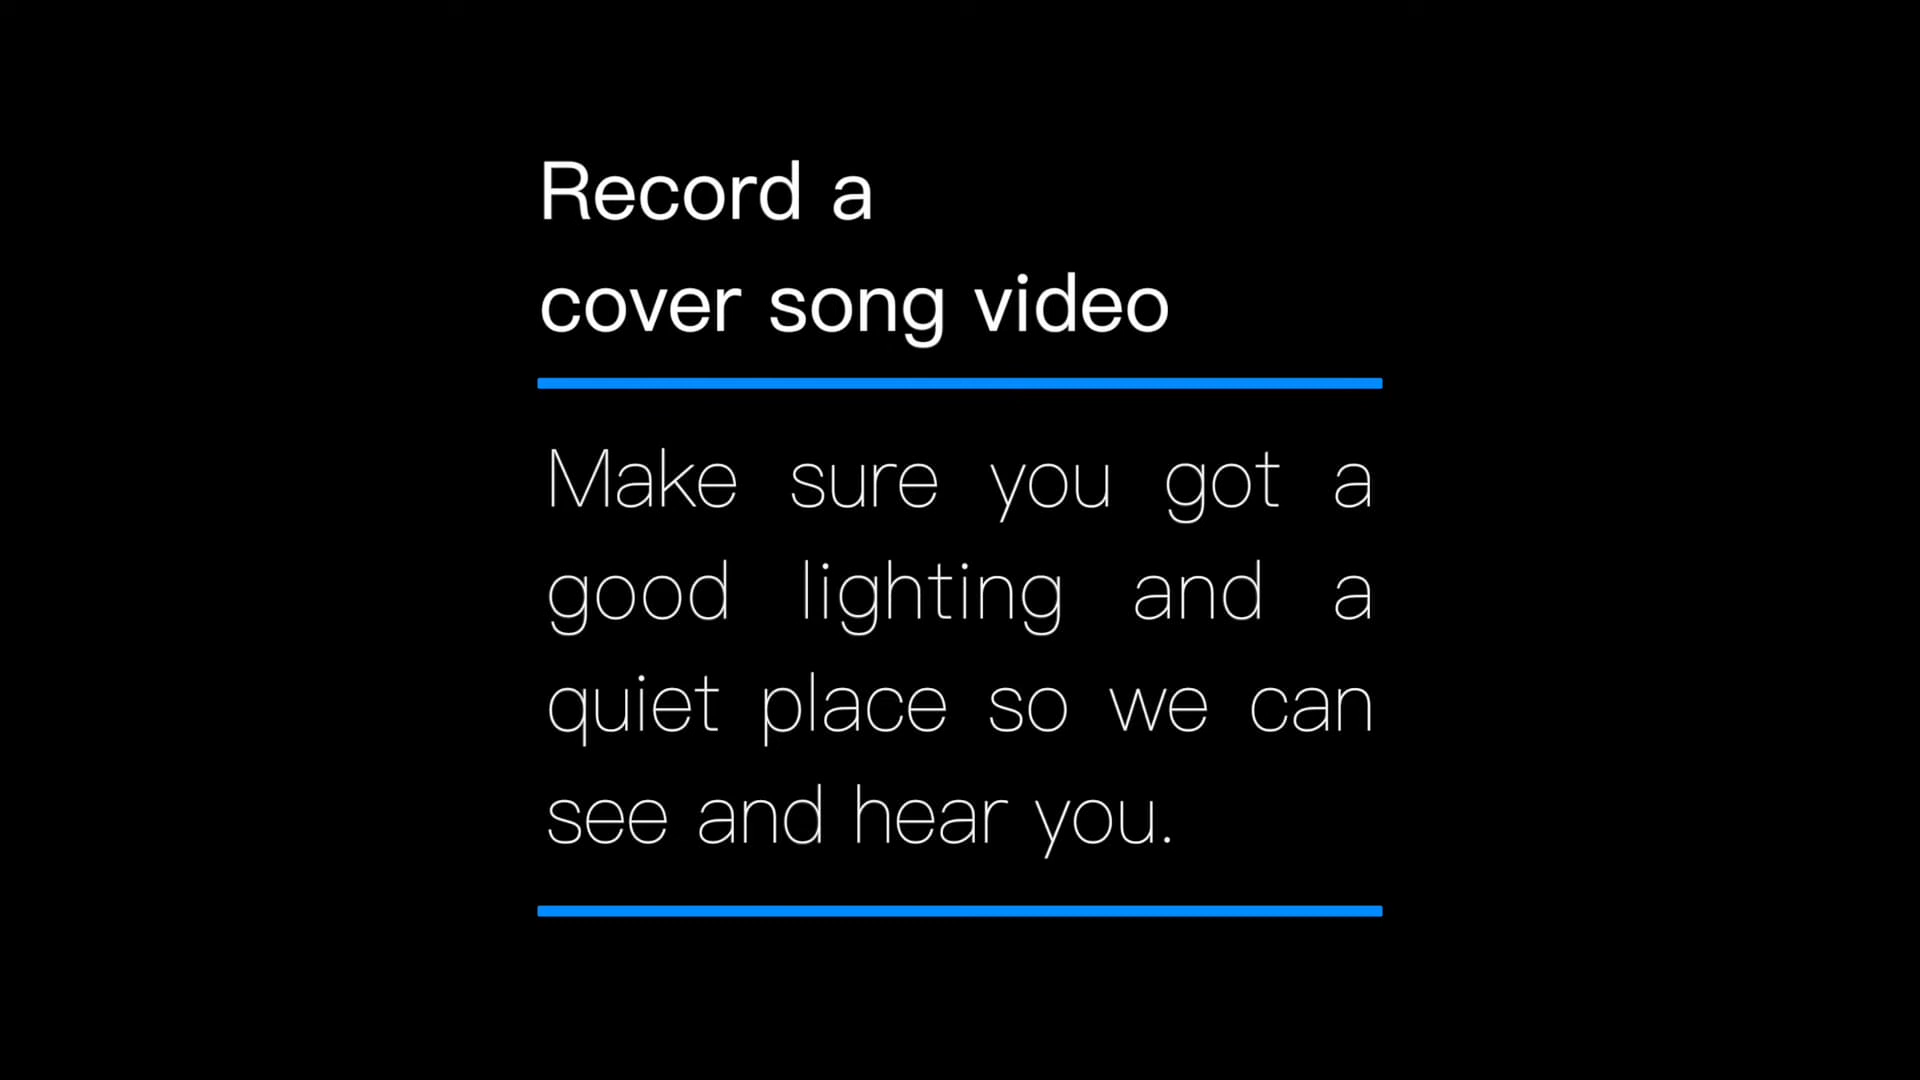 Record a
cover song video
Make sure you got a
good lighting and a
quiet place so we can
see and hear you.